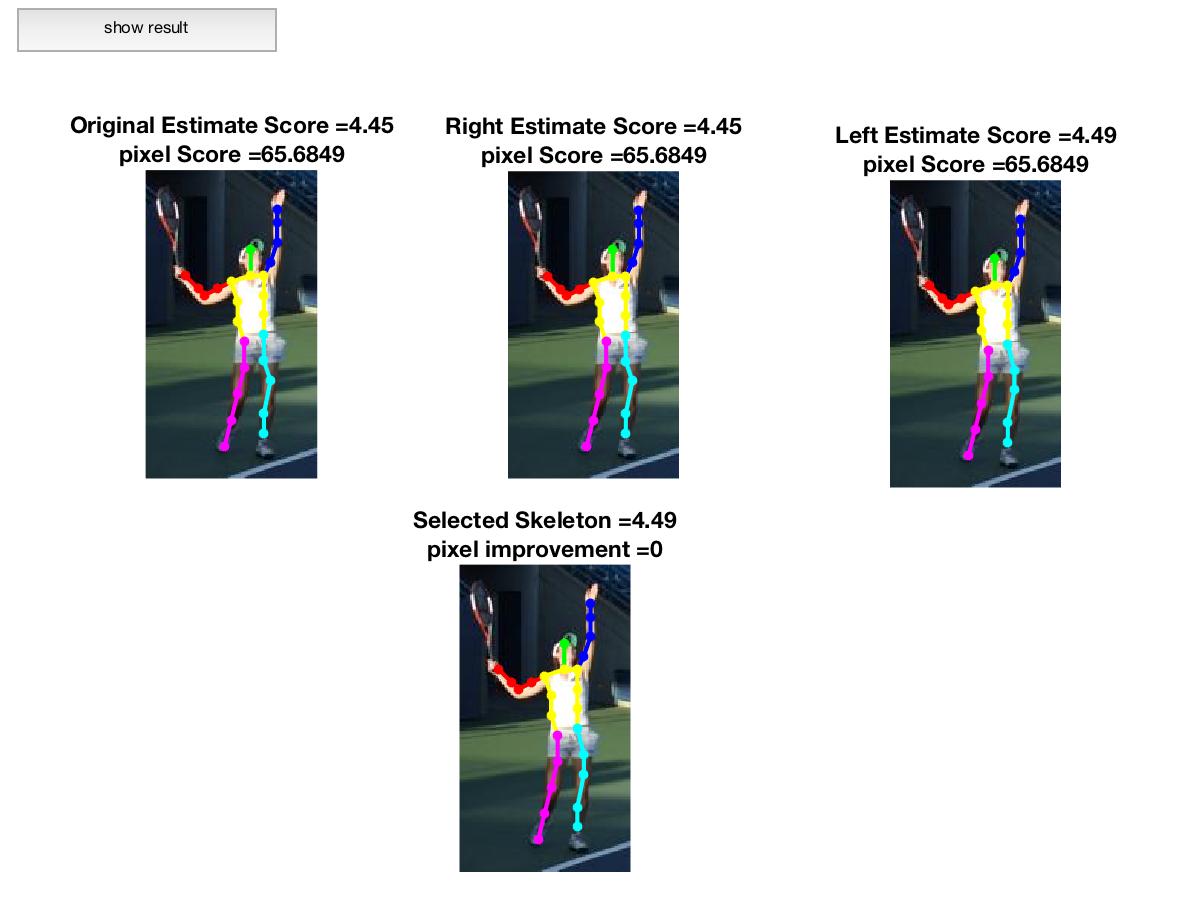 show result
Original Estimate Score =4.45
pixel Score =65.6849
Right Estimate Score =4.45
pixel Score =65.6849
Left Estimate Score =4.49
pixel Score =65.6849
Selected Skeleton =4.49
pixel improvement =0